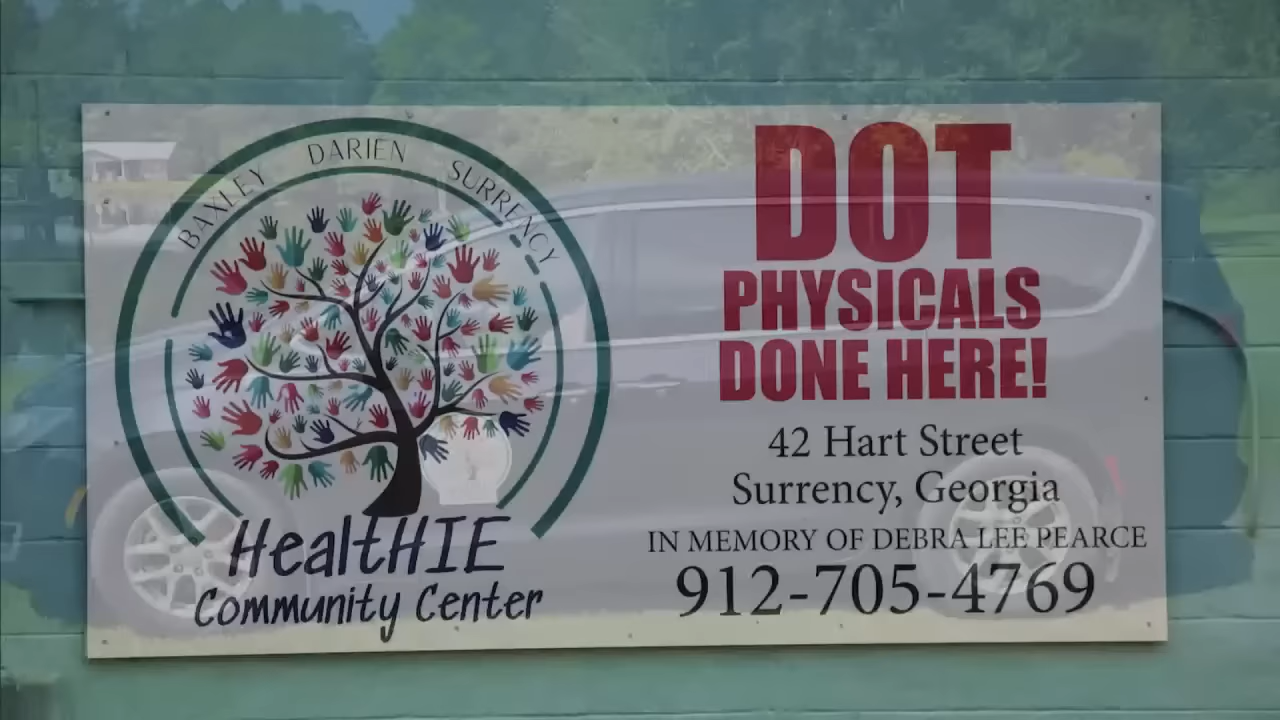 BAXLEY DARIEN SURRENCY
HealtHIE
Community Center
DOT
PHYSICALS
DONE HERE!
42 Hart Street
Surrency, Georgia
IN MEMORY OF DEBRA LEE PEARCE
912-705-4769